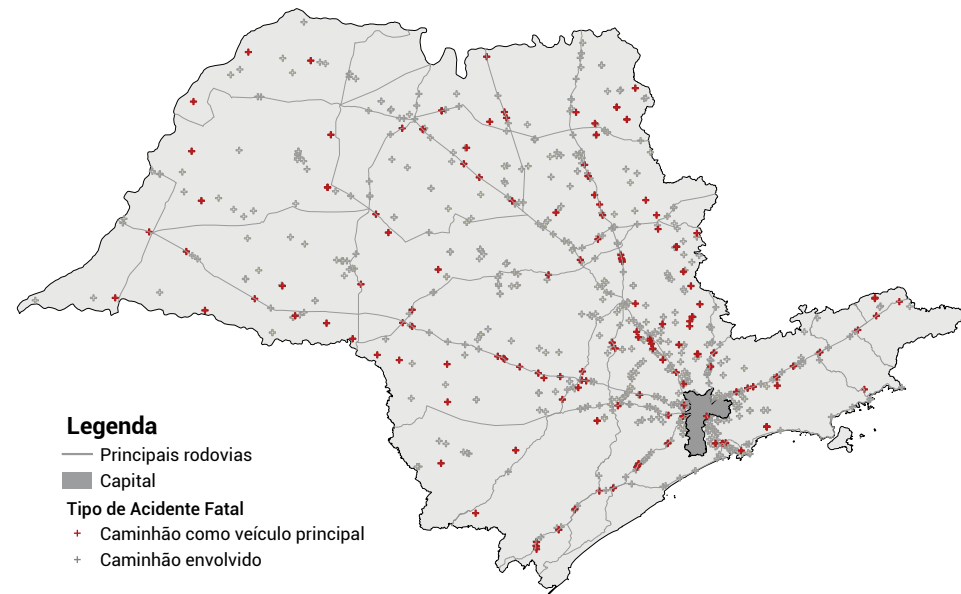 Legenda
Principais rodovias
Capital
Tipo de Acidente Fatal
Caminhão como veículo principal
Caminhão envolvido